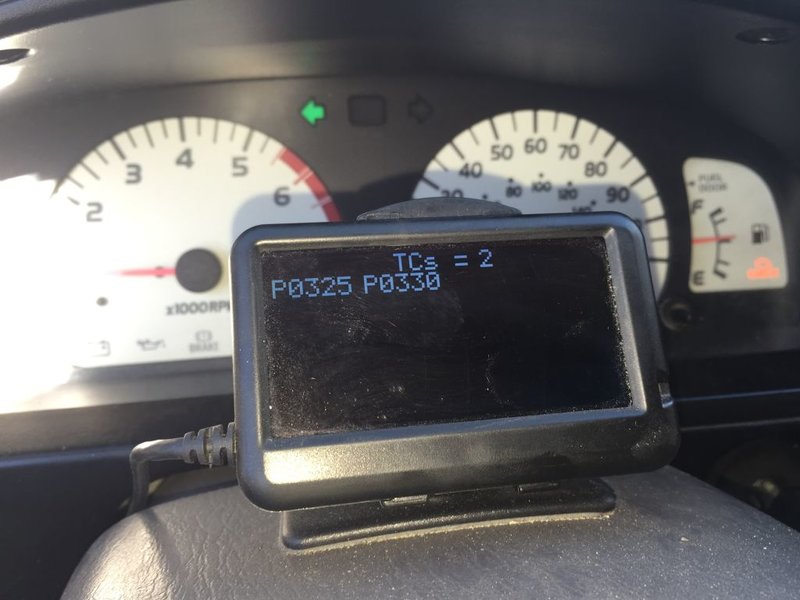 TCs = 2
P0325 P0330
2 3 4 5 6
x1000RPM
BRAKE
30 40 50 60 70 80 90
80 100 120
FUEL DOOR
F
E